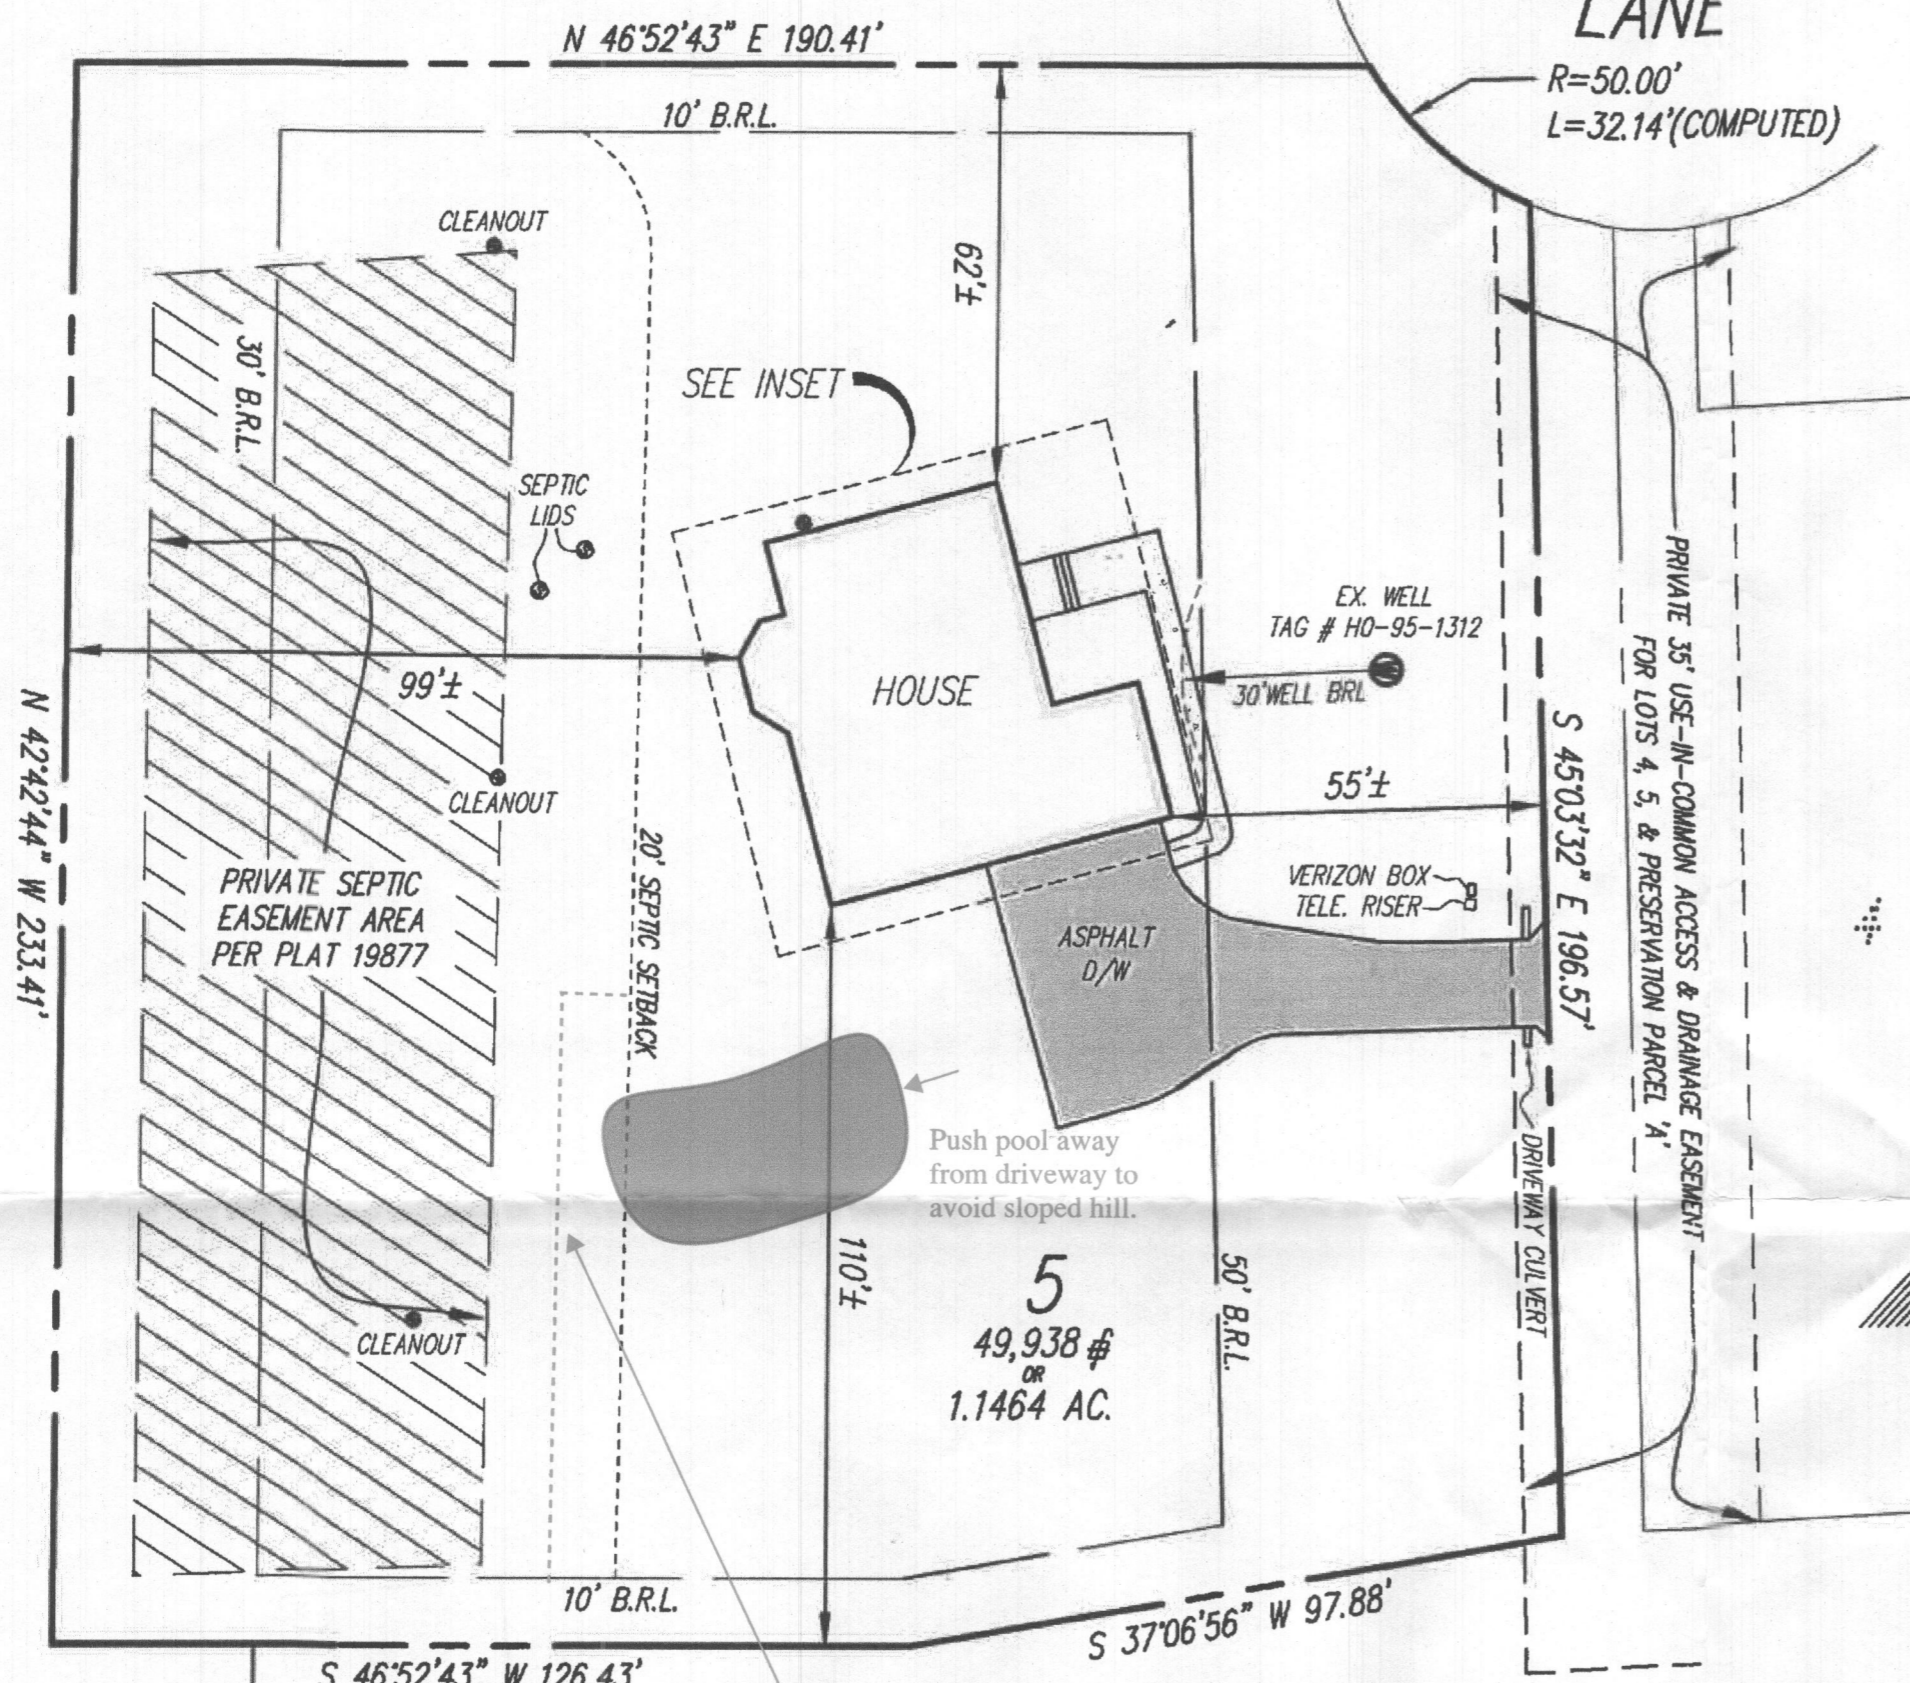 LANE
N 46°52'43" E 190.41'
R=50.00'
L=32.14'(COMPUTED)
10' B.R.L.
CLEANOUT
62'±
30' B.R.L.
SEE INSET
SEPTIC
LIDS
EX. WELL
TAG # HO-95-1312
30'WELL BRL
99'±
HOUSE
N 42°42'44" W 233.41'
S 45°03'32" E 196.57'
PRIVATE 35' USE-IN-COMMON ACCESS & DRAINAGE EASEMENT
FOR LOTS 4, 5, & PRESERVATION PARCEL 'A'
CLEANOUT
55'±
20' SEPTIC SETBACK
PRIVATE SEPTIC
EASEMENT AREA
PER PLAT 19877
VERIZON BOX
TELE. RISER
ASPHALT
D/W
Push pool away
from driveway to
avoid sloped hill.
DRIVEWAY CULVERT
110'±
5
49,938
OR
1.1464 AC.
50' B.R.L.
CLEANOUT
10' B.R.L.
S 37°06'56" W 97.88'
S 46°52'43" W 126.43'